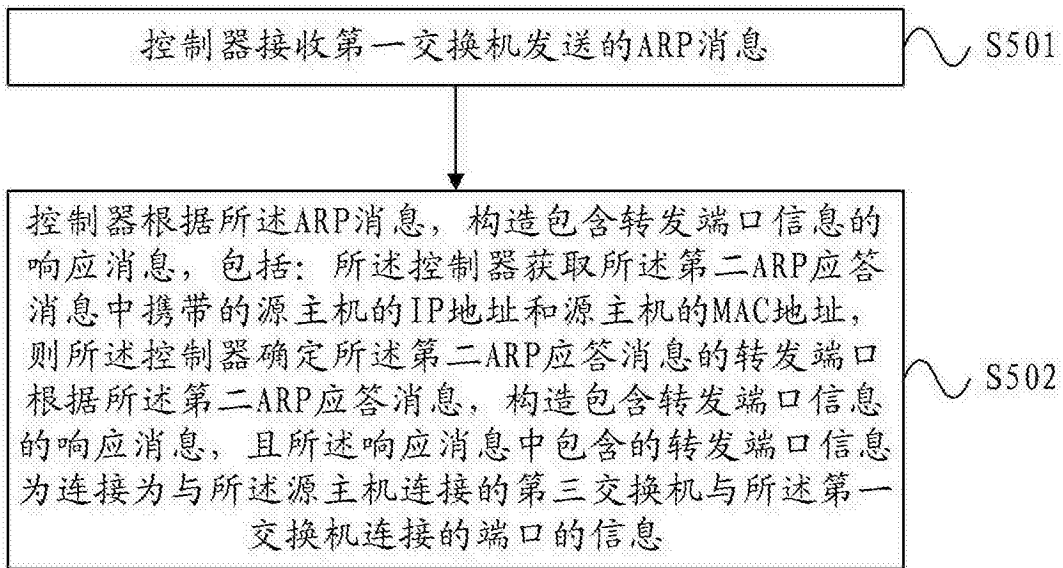 控制器接收第一交换机发送的ARP消息
S501
控制器根据所述ARP消息，构造包含转发端口信息的
响应消息，包括：所述控制器获取所述第二ARP应答
消息中携带的源主机的IP地址和源主机的MAC地址，
则所述控制器确定所述第二ARP应答消息的转发端口
根据所述第二ARP应答消息，构造包含转发端口信息
的响应消息，且所述响应消息中包含的转发端口信息
为连接为与所述源主机连接的第三交换机与所述第一
交换机连接的端口的信息
S502